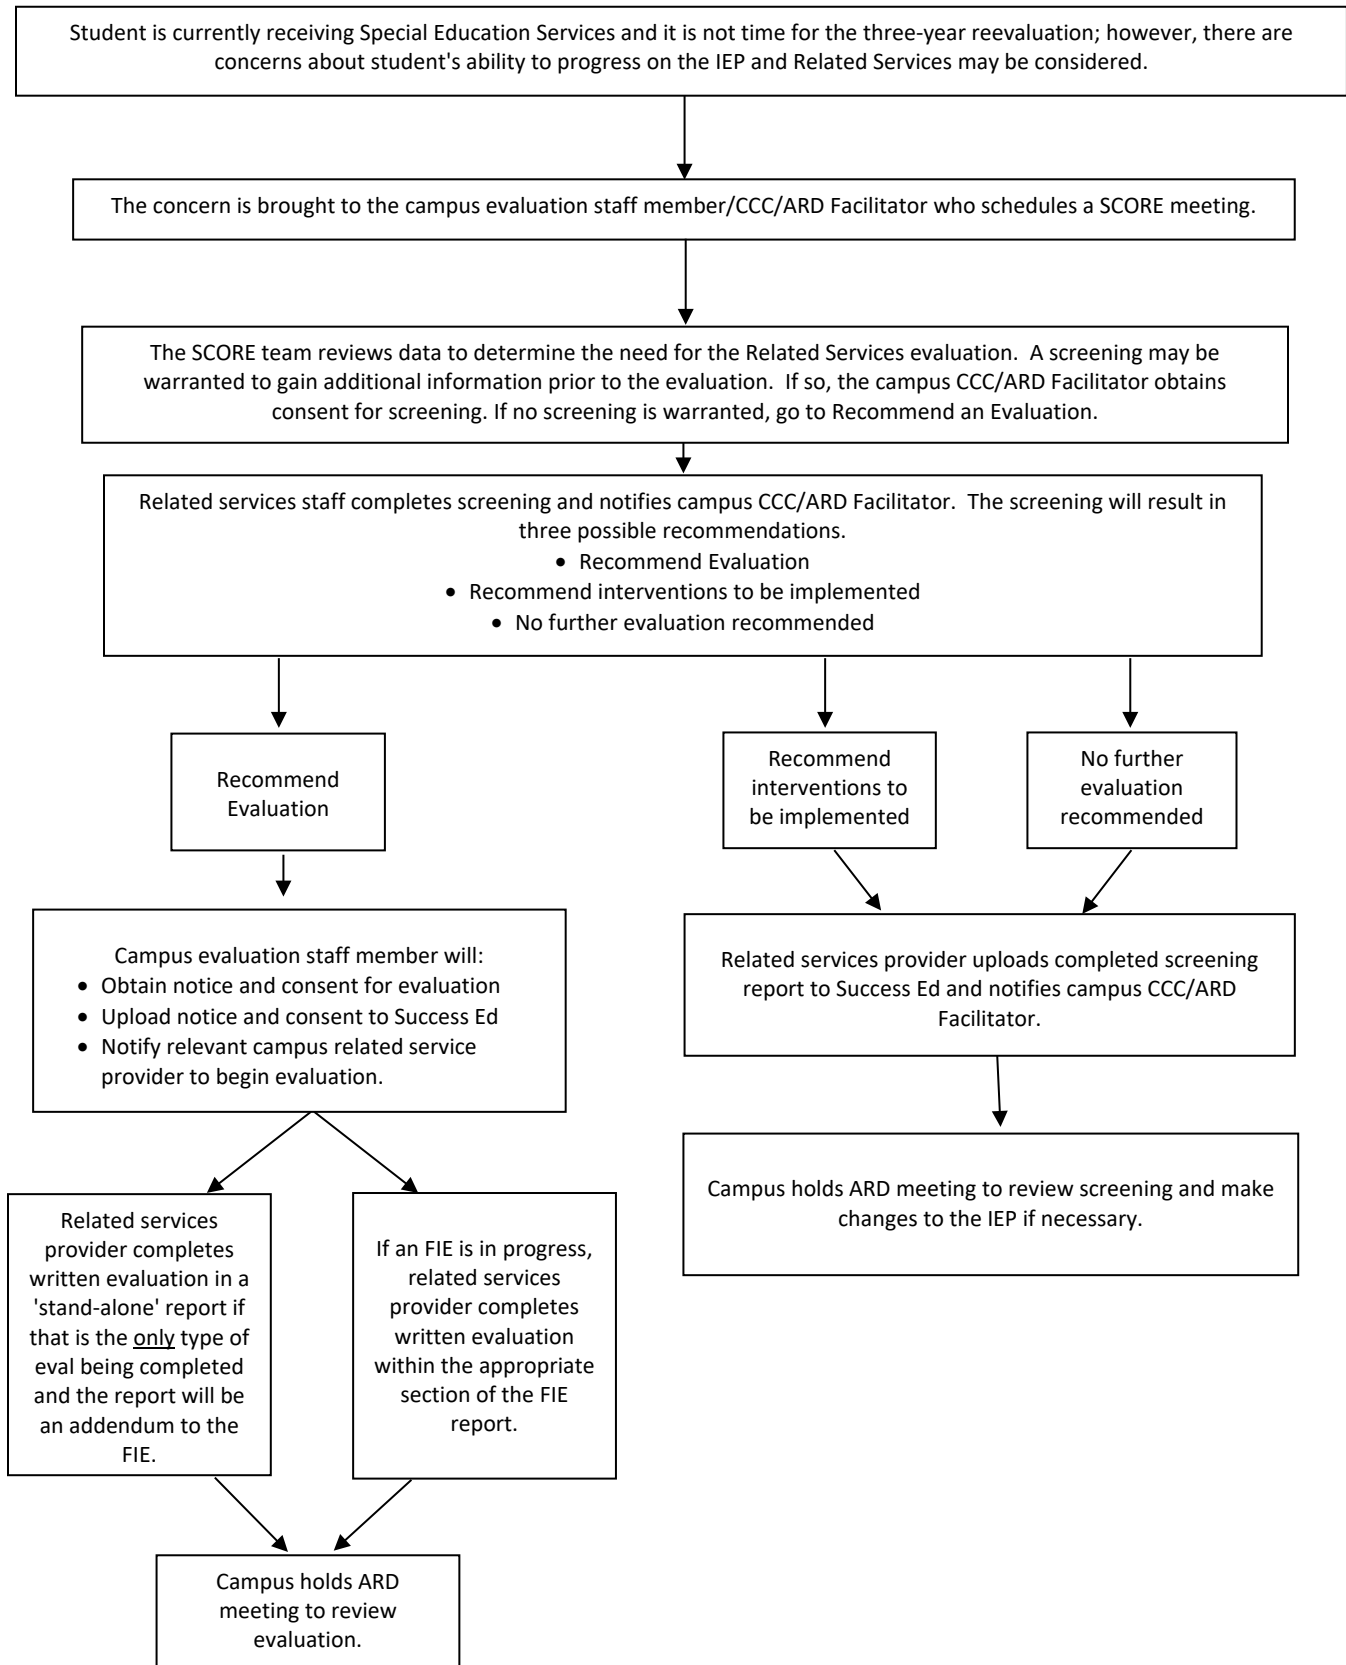 Student is currently receiving Special Education Services and it is not time for the three-year reevaluation; however, there are
concerns about student's ability to progress on the IEP and Related Services may be considered.
The concern is brought to the campus evaluation staff member/CCC/ARD Facilitator who schedules a SCORE meeting.
The SCORE team reviews data to determine the need for the Related Services evaluation.  A screening may be
warranted to gain additional information prior to the evaluation.  If so, the campus CCC/ARD Facilitator obtains
consent for screening. If no screening is warranted, go to Recommend an Evaluation.
Related services staff completes screening and notifies campus CCC/ARD Facilitator.  The screening will result in
three possible recommendations.
• Recommend Evaluation
• Recommend interventions to be implemented
• No further evaluation recommended
Recommend
Evaluation
Recommend
interventions to
be implemented
No further
evaluation
recommended
Campus evaluation staff member will:
• Obtain notice and consent for evaluation
• Upload notice and consent to Success Ed
• Notify relevant campus related service
provider to begin evaluation.
Related services provider uploads completed screening
report to Success Ed and notifies campus CCC/ARD
Facilitator.
Campus holds ARD meeting to review screening and make
changes to the IEP if necessary.
Related services
provider completes
written evaluation in a
'stand-alone' report if
that is the only type of
eval being completed
and the report will be
an addendum to the
FIE.
If an FIE is in progress,
related services
provider completes
written evaluation
within the appropriate
section of the FIE
report.
Campus holds ARD
meeting to review
evaluation.